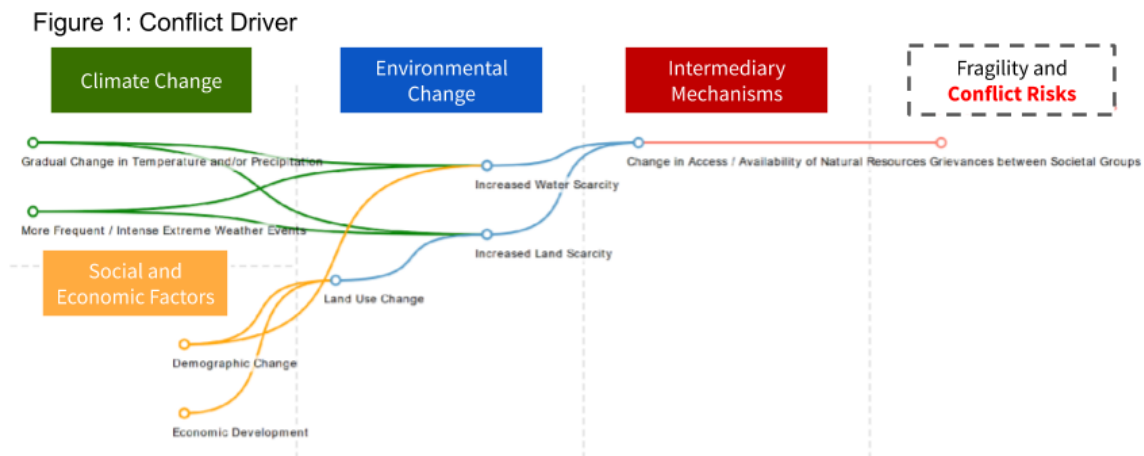 Figure 1: Conflict Driver
Climate Change
Environmental
Change
Intermediary
Mechanisms
Fragility and
Conflict Risks
Gradual Change in Temperature and/or Precipitation
Change in Access / Availability of Natural Resources
Grievances between Societal Groups
Increased Water Scarcity
More Frequent / Intense Extreme Weather Events
Increased Land Scarcity
Social and
Economic Factors
Land Use Change
Demographic Change
Economic Development